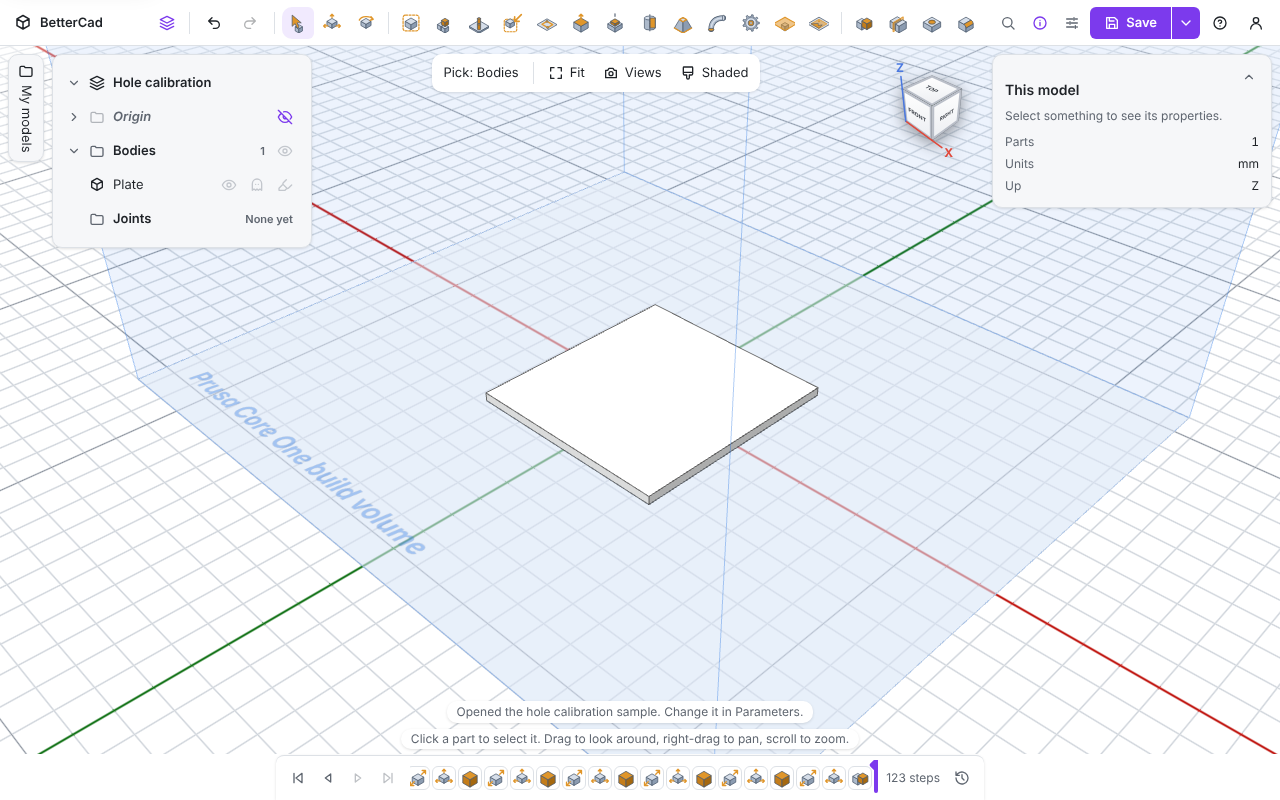 BetterCad
Save
My models
Hole calibration
Origin
Bodies
1
Plate
Joints
None yet
Pick: Bodies
Fit
Views
Shaded
Z
TOP
FRONT
RIGHT
X
This model
Select something to see its properties.
Parts
1
Units
mm
Up
Z
Prusa Core One build volume
Opened the hole calibration sample. Change it in Parameters.
Click a part to select it. Drag to look around, right-drag to pan, scroll to zoom.
123 steps